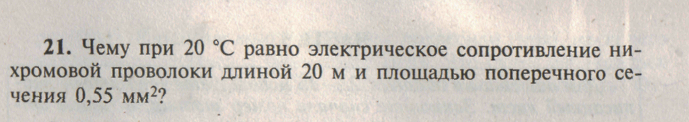 21. Чему при 20 °С равно электрическое сопротивление ни-
хромовой проволоки длиной 20 м и площадью поперечного се-
чения 0,55 мм²?